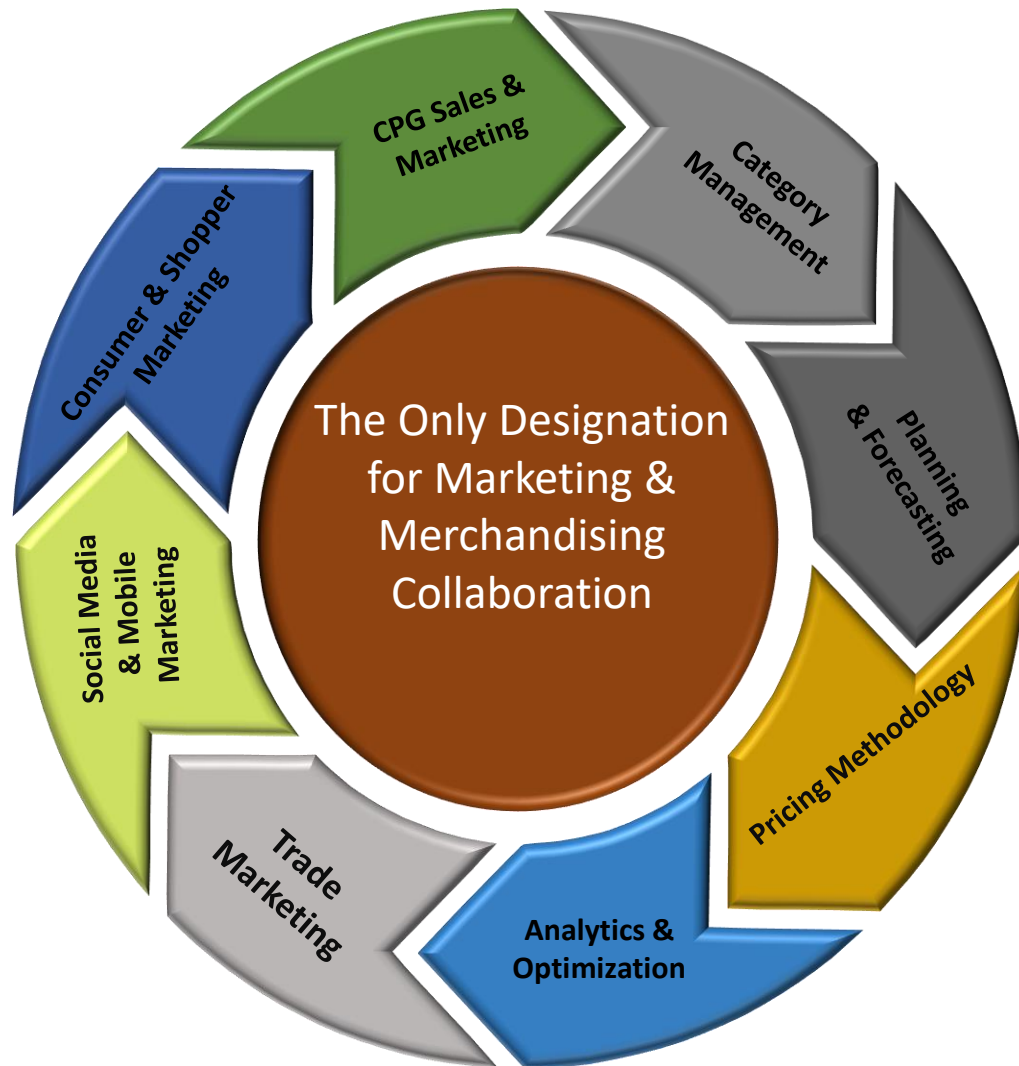 CPG Sales &
Marketing
Category
Management
Planning
& Forecasting
Pricing Methodology
Analytics &
Optimization
Trade
Marketing
Social Media
& Mobile
Marketing
Consumer & Shopper
Marketing
The Only Designation
for Marketing &
Merchandising
Collaboration